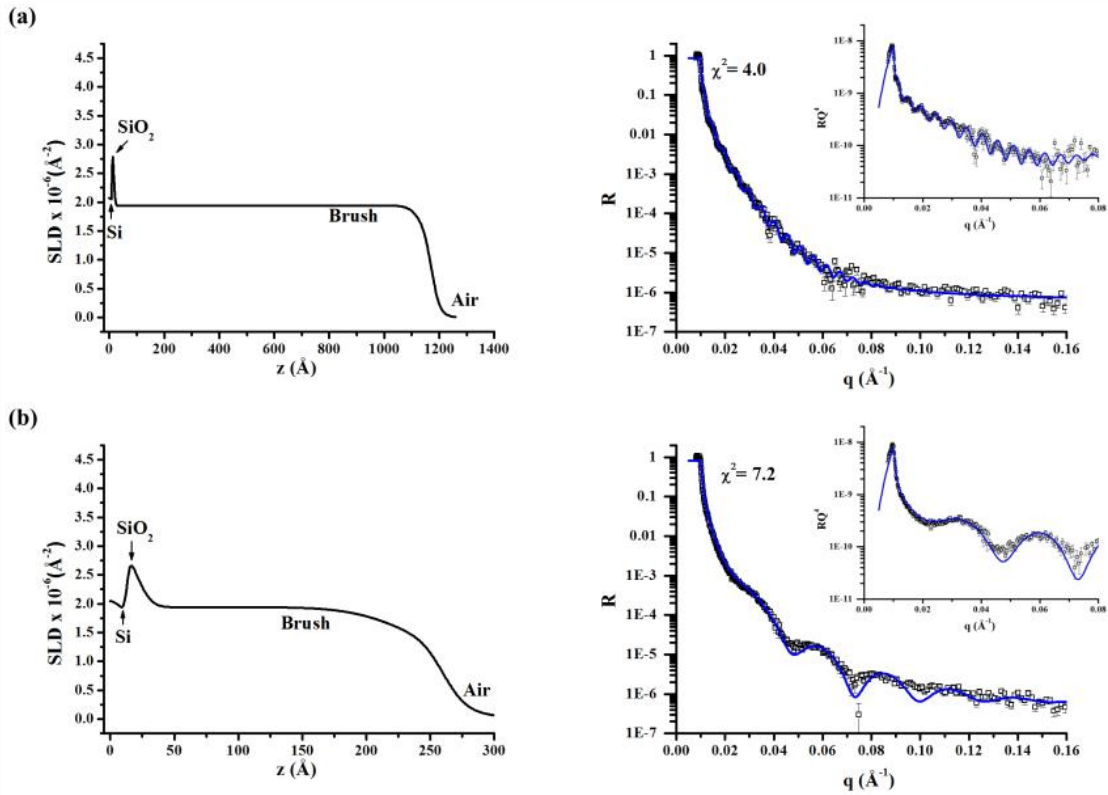 (a)
SLD x 10⁻⁶(Å⁻²)
4.5
4.0
3.5
3.0
2.5
2.0
1.5
1.0
0.5
0.0
SiO₂
Si
Brush
Air
0 200 400 600 800 1000 1200 1400
z (Å)
R
1
0.1
0.01
1E-3
1E-4
1E-5
1E-6
1E-7
χ² = 4.0
0.00 0.02 0.04 0.06 0.08 0.10 0.12 0.14 0.16
q (Å⁻¹)
RQ⁴
1E-8
1E-9
1E-10
1E-11
0.00 0.02 0.04 0.06 0.08
q (Å⁻¹)
(b)
SLD x 10⁻⁶(Å⁻²)
4.5
4.0
3.5
3.0
2.5
2.0
1.5
1.0
0.5
0.0
SiO₂
Si
Brush
Air
0 50 100 150 200 250 300
z (Å)
R
1
0.1
0.01
1E-3
1E-4
1E-5
1E-6
1E-7
χ² = 7.2
0.00 0.02 0.04 0.06 0.08 0.10 0.12 0.14 0.16
q (Å⁻¹)
RQ⁴
1E-8
1E-9
1E-10
1E-11
0.00 0.02 0.04 0.06 0.08
q (Å⁻¹)